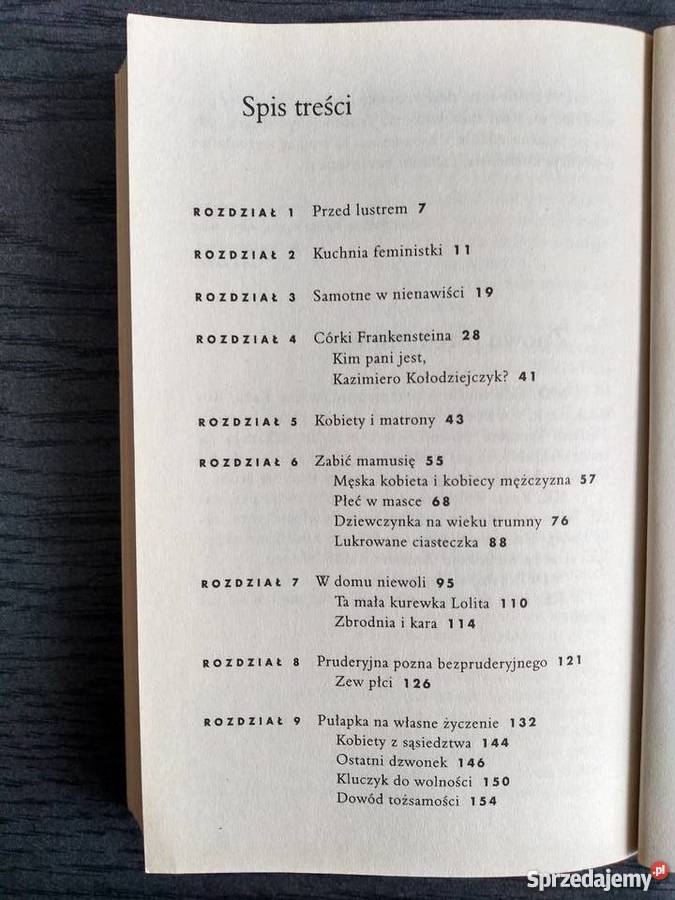 Spis treści
ROZDZIAŁ 1 Przed lustrem 7
ROZDZIAŁ 2 Kuchnia feministki 11
ROZDZIAŁ 3 Samotne w nienawiści 19
ROZDZIAŁ 4 Córki Frankensteina 28
Kim pani jest,
Kazimiero Kołodziejczyk? 41
ROZDZIAŁ 5 Kobiety i matrony 43
ROZDZIAŁ 6 Zabić mamusię 55
Męska kobieta i kobiecy mężczyzna 57
Płeć w masce 68
Dziewczynka na wieku trumny 76
Lukrowane ciasteczka 88
ROZDZIAŁ 7 W domu niewoli 95
Ta mała kurewka Lolita 110
Zbrodnia i kara 114
ROZDZIAŁ 8 Pruderyjna pozna bezpruderyjnego 121
Zew płci 126
ROZDZIAŁ 9 Pułapka na własne życzenie 132
Kobiety z sąsiedztwa 144
Ostatni dzwonek 146
Kluczyk do wolności 150
Dowód tożsamości 154
Sprzedajemy.pl